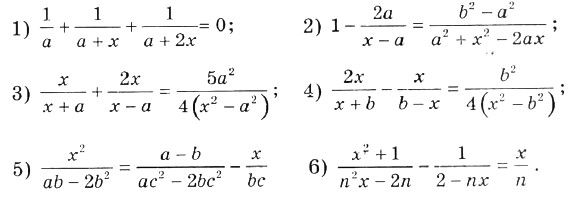 1) 1/a + 1/(a + x) + 1/(a + 2x) = 0; 2) 1 − 2a/(x − a) = (b² − a²)/(a² + x² − 2ax);
3) x/(x + a) + 2x/(x − a) = 5a²/(4(x² − a²)); 4) 2x/(x + b) − x/(b − x) = b²/(4(x² − b²));
5) x²/(ab − 2b²) = (a − b)/(ac² − 2bc²) − x/(bc) 6) (x² + 1)/(n²x − 2n) − 1/(2 − nx) = x/n.